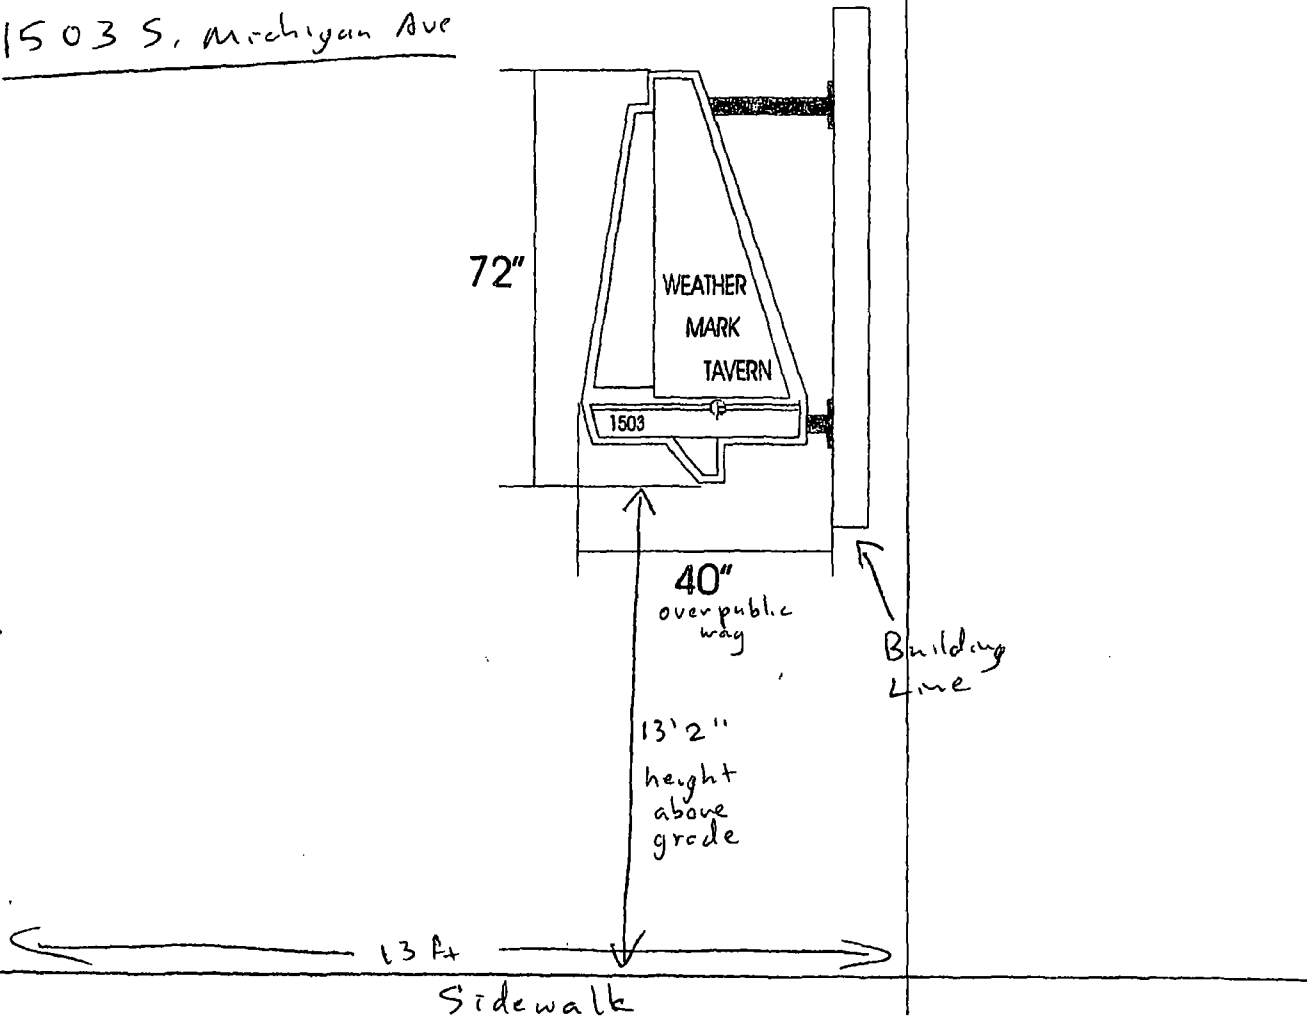 1503 S. Michigan Ave
72"
WEATHER
MARK
TAVERN
1503
40"
over public
way
Building
Line
13'2"
height
above
grade
13 ft
Sidewalk